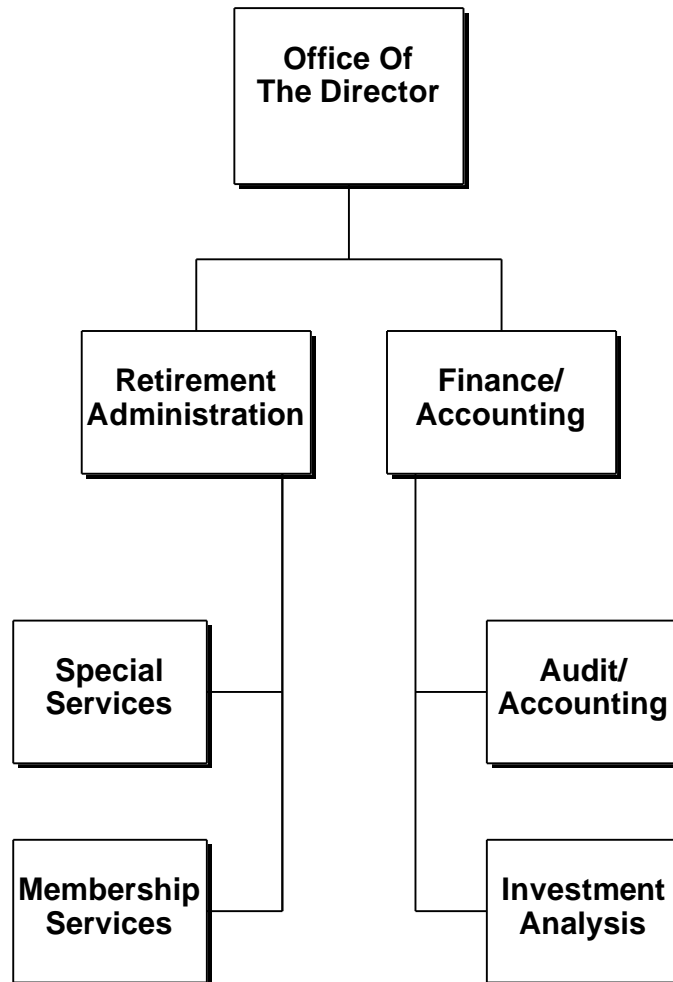 Office Of
The Director
Retirement
Administration
Finance/
Accounting
Special
Services
Audit/
Accounting
Membership
Services
Investment
Analysis